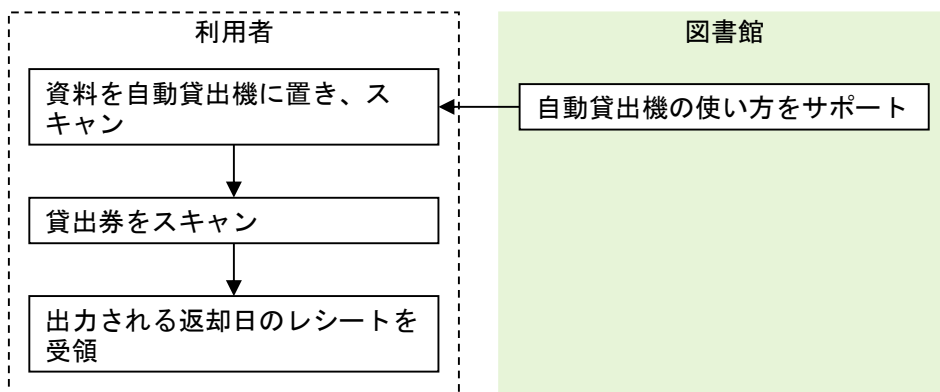 利用者
資料を自動貸出機に置き、ス
キャン
貸出券をスキャン
出力される返却日のレシートを
受領
図書館
自動貸出機の使い方をサポート